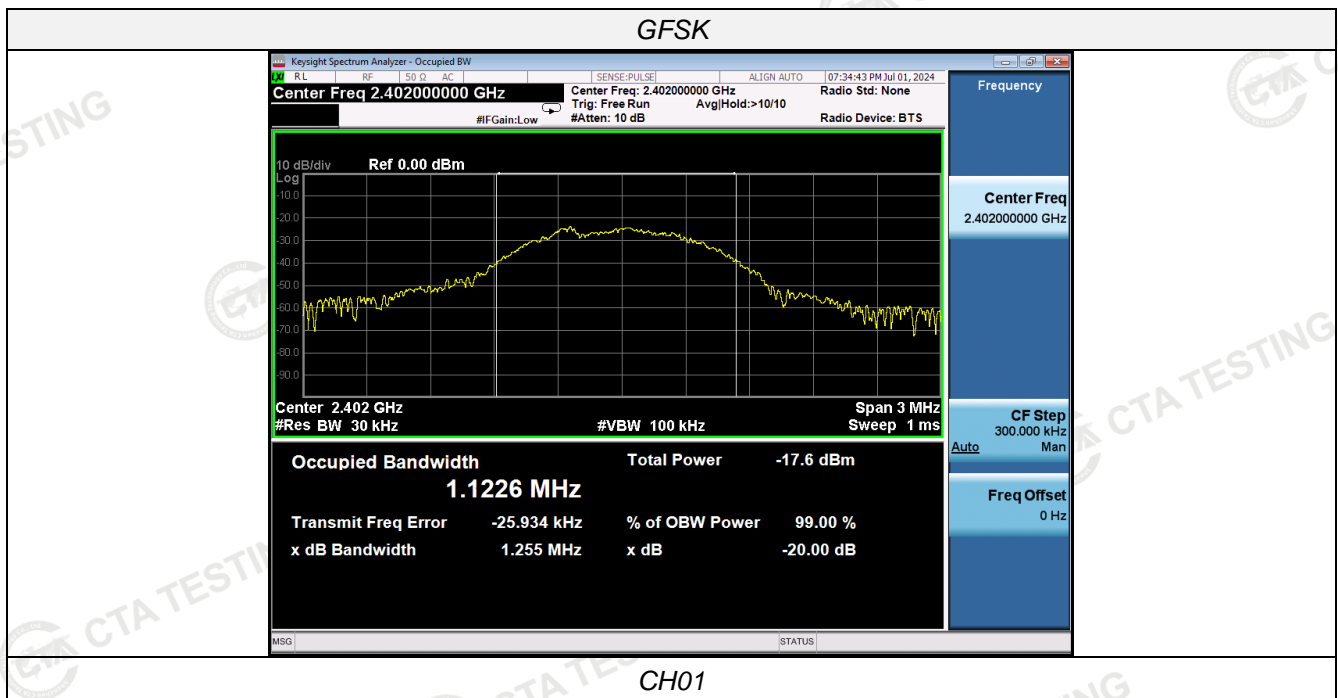 GFSK
Keysight Spectrum Analyzer - Occupied BW
LXI RL RF 50 Ω AC SENSE:PULSE ALIGN AUTO 07:34:43 PM Jul 01, 2024
Center Freq 2.402000000 GHz
Center Freq: 2.402000000 GHz
Radio Std: None
Trig: Free Run Avg|Hold:>10/10
#IFGain:Low
#Atten: 10 dB
Radio Device: BTS
Frequency
10 dB/div Ref 0.00 dBm
Log
-10.0
-20.0
-30.0
-40.0
-50.0
-60.0
-70.0
-80.0
-90.0
Center Freq
2.402000000 GHz
Center 2.402 GHz Span 3 MHz
#Res BW 30 kHz #VBW 100 kHz Sweep 1 ms
CF Step
300.000 kHz
Auto Man
Occupied Bandwidth Total Power -17.6 dBm
1.1226 MHz
Transmit Freq Error -25.934 kHz % of OBW Power 99.00 %
x dB Bandwidth 1.255 MHz x dB -20.00 dB
Freq Offset
0 Hz
MSG STATUS
CH01
CTA TESTING
CTA TESTING